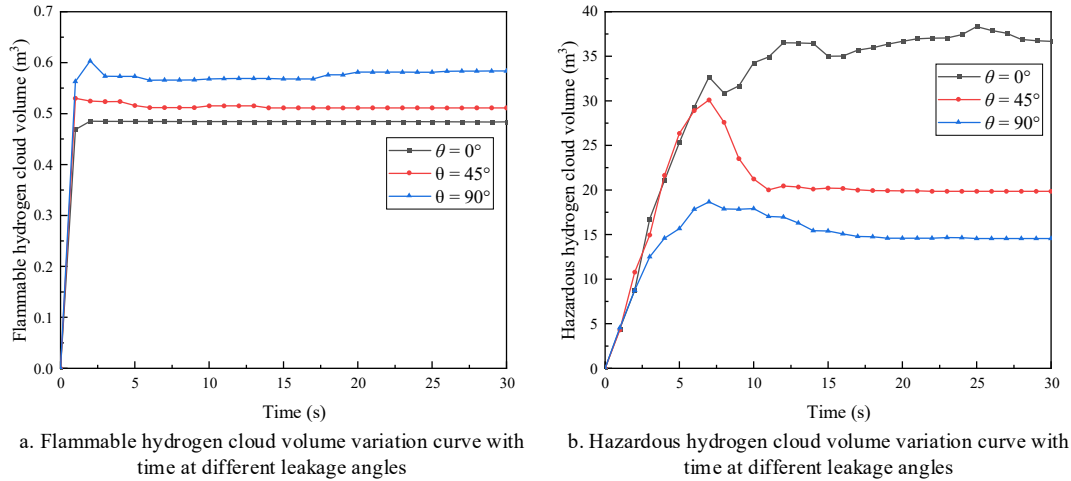 0.7
0.6
0.5
0.4
0.3
0.2
0.1
0.0
Flammable hydrogen cloud volume (m³)
θ = 0°
θ = 45°
θ = 90°
0 5 10 15 20 25 30
Time (s)
a. Flammable hydrogen cloud volume variation curve with
time at different leakage angles
40
35
30
25
20
15
10
5
0
Hazardous hydrogen cloud volume (m³)
θ = 0°
θ = 45°
θ = 90°
0 5 10 15 20 25 30
Time (s)
b. Hazardous hydrogen cloud volume variation curve with
time at different leakage angles